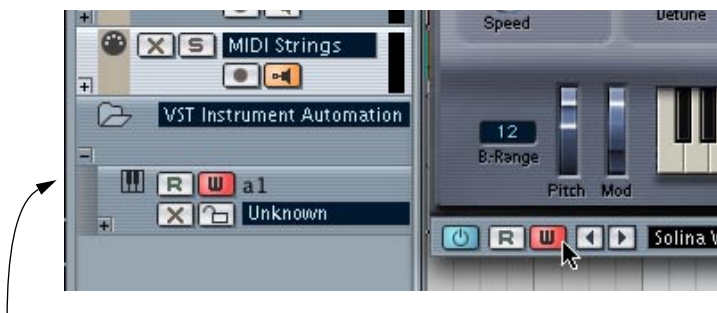 Speed
Detune
X S MIDI Strings
VST Instrument Automation
12
B.-Range
R W a1
Pitch Mod
X Unknown
R W Solina